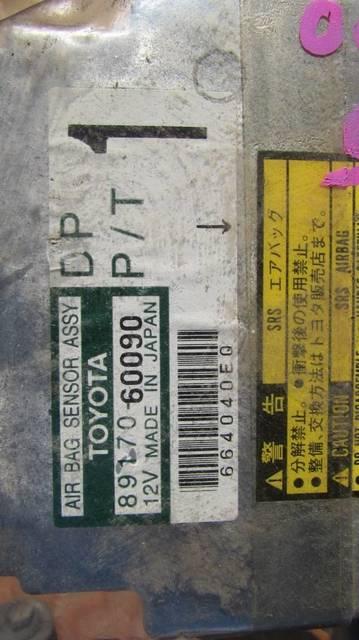 AIR BAG SENSOR ASSY DP
TOYOTA
89170-60090 P/T 1
12V MADE IN JAPAN
664040E0
警告 SRS エアバッグ
●分解禁止。●衝撃後の使用禁止。
●整備、交換方法はトヨタ販売店まで。
CAUTION SRS AIRBAG